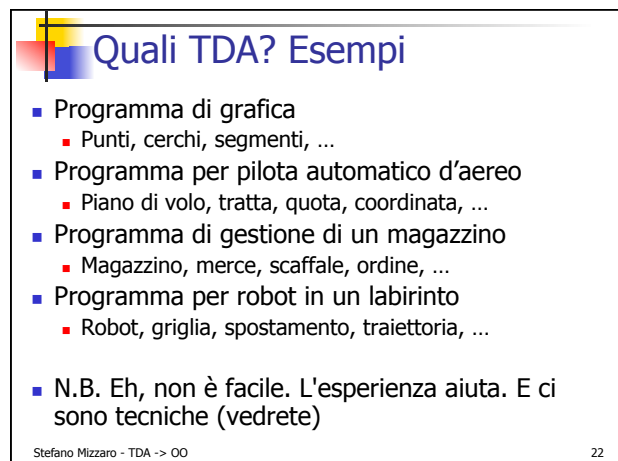 Quali TDA? Esempi
Programma di grafica
Punti, cerchi, segmenti, …
Programma per pilota automatico d'aereo
Piano di volo, tratta, quota, coordinata, …
Programma di gestione di un magazzino
Magazzino, merce, scaffale, ordine, …
Programma per robot in un labirinto
Robot, griglia, spostamento, traiettoria, …
N.B. Eh, non è facile. L'esperienza aiuta. E ci
sono tecniche (vedrete)
Stefano Mizzaro - TDA -> OO 22